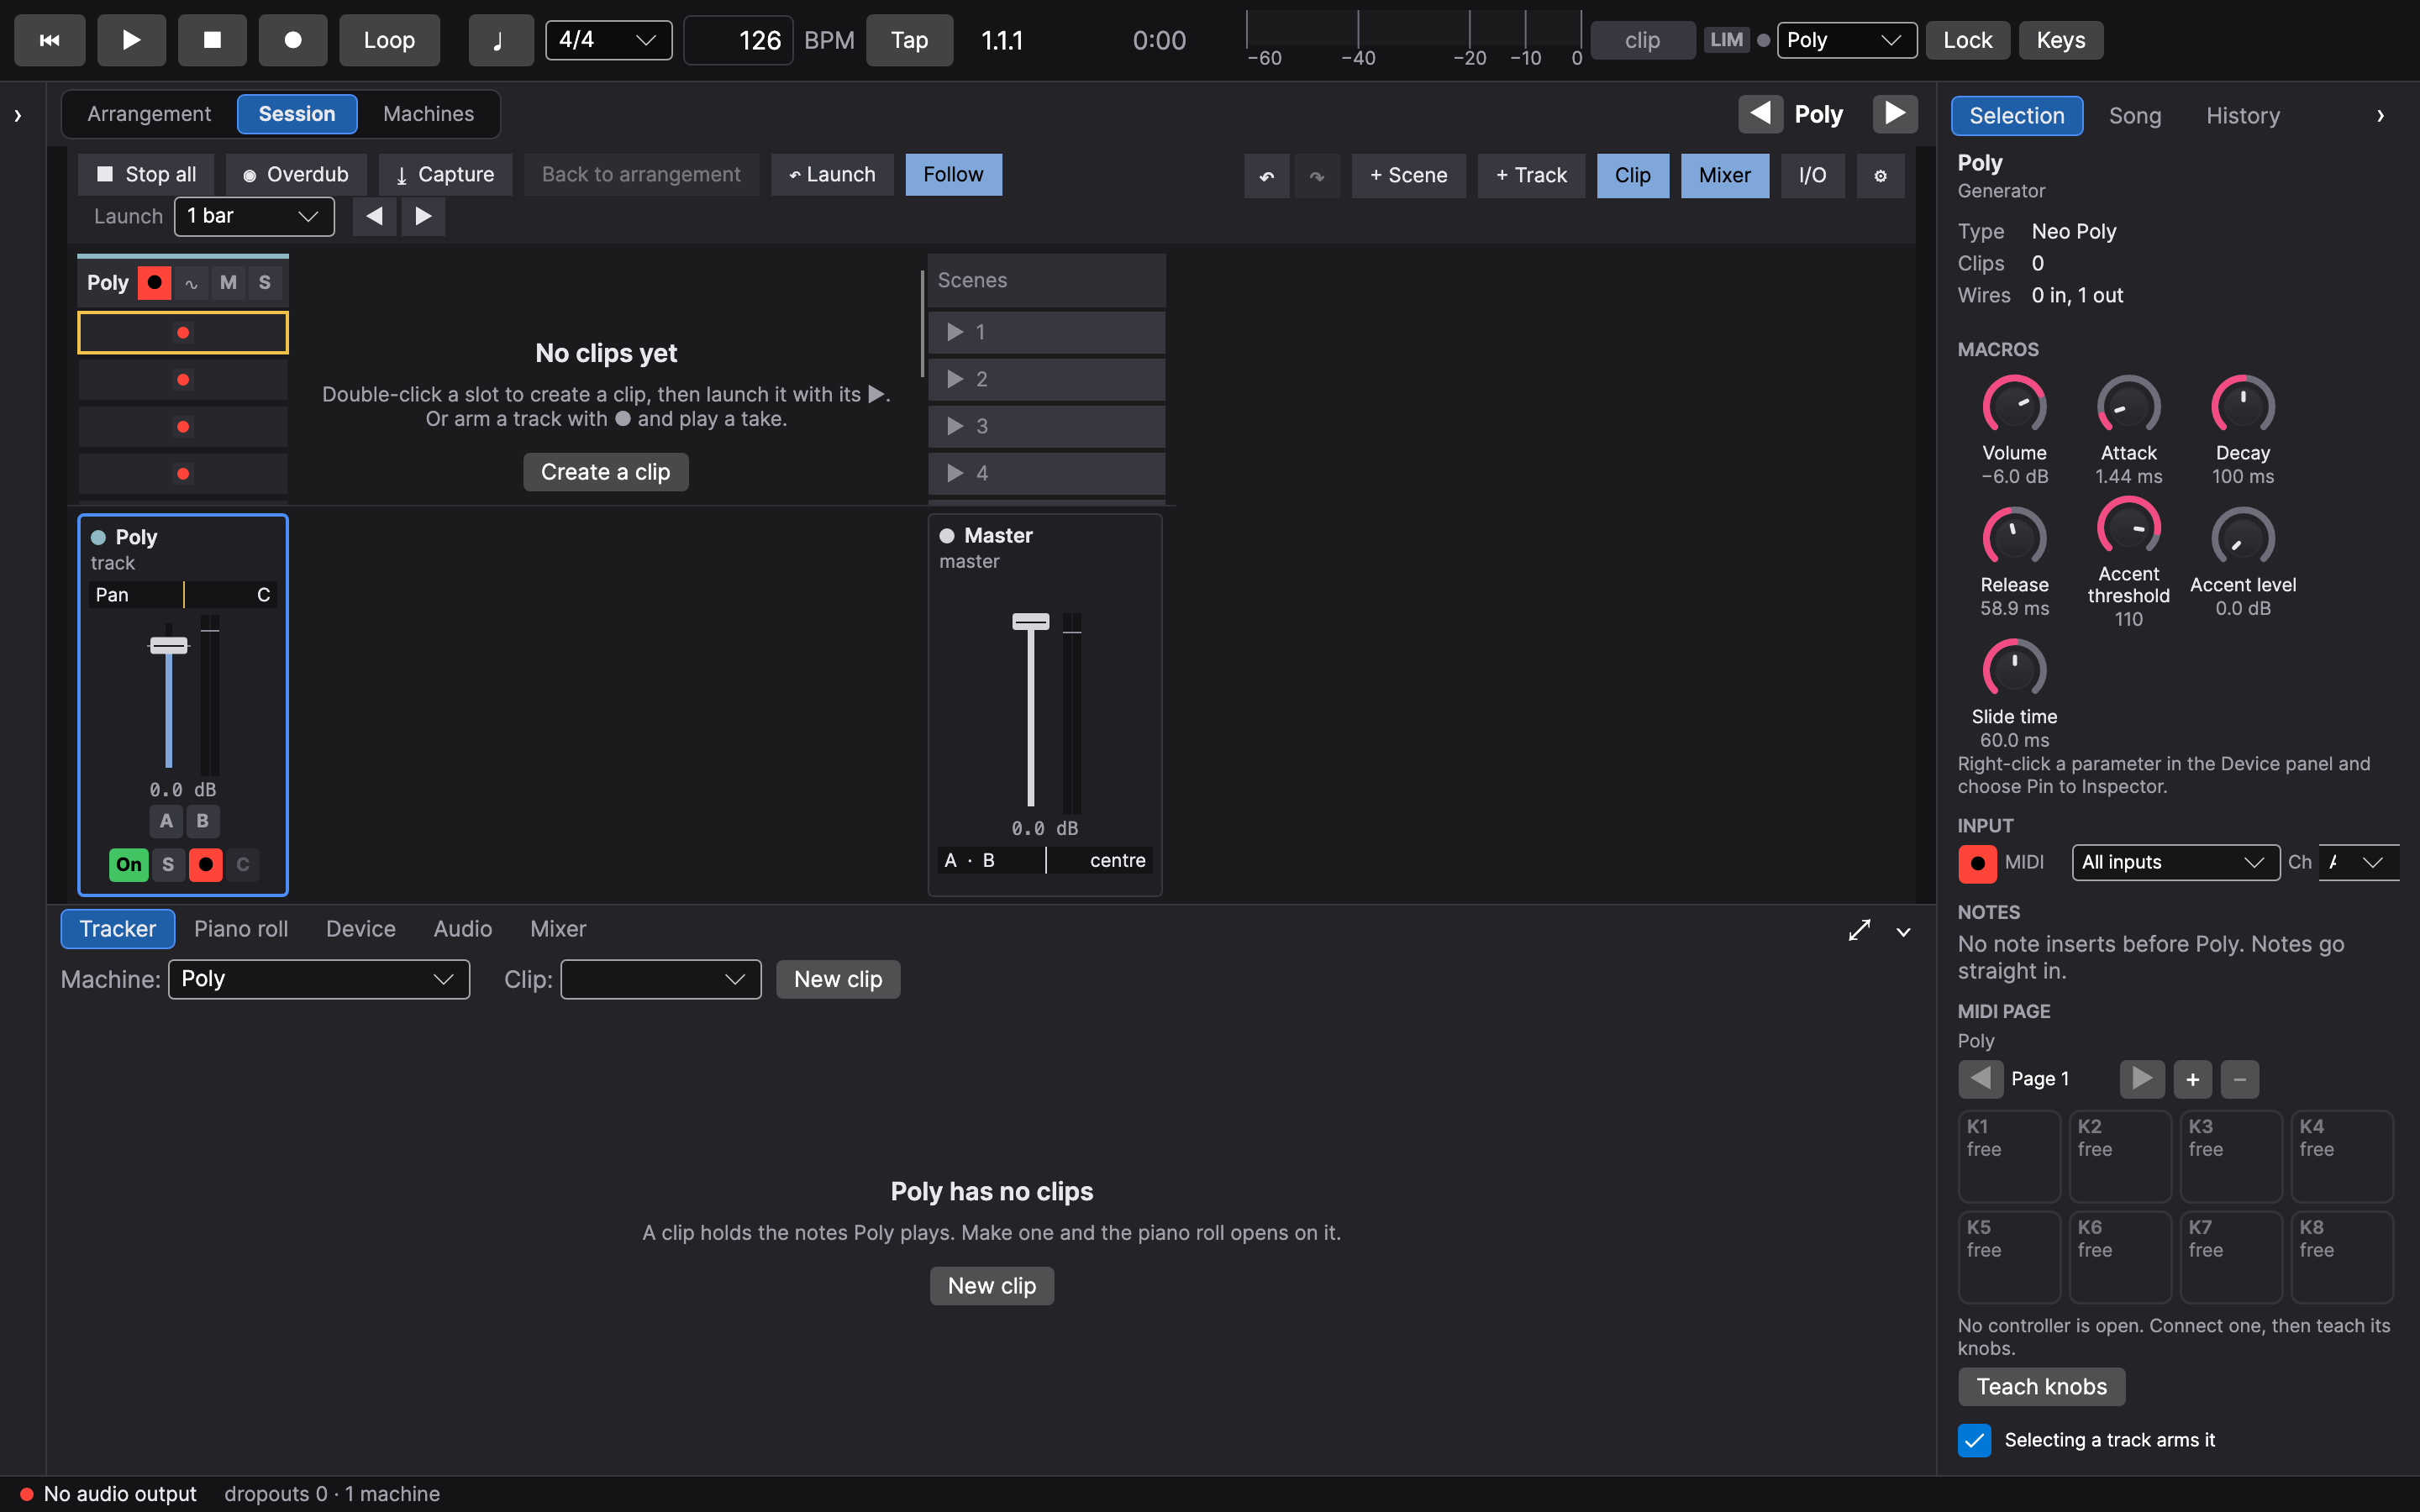 Loop
4/4
126 BPM
Tap
1.1.1
0:00
−60 −40 −20 −10 0
clip
LIM
Poly
Lock
Keys
Arrangement
Session
Machines
Poly
Selection
Song
History
Stop all
Overdub
Capture
Back to arrangement
Launch
Follow
+ Scene
+ Track
Clip
Mixer
I/O
Launch 1 bar
Poly
Generator
Type Neo Poly
Clips 0
Wires 0 in, 1 out
Poly M S
No clips yet
Double-click a slot to create a clip, then launch it with its ▶.
Or arm a track with ● and play a take.
Create a clip
Scenes
1
2
3
4
MACROS
Volume
−6.0 dB
Attack
1.44 ms
Decay
100 ms
Release
58.9 ms
Accent threshold
110
Accent level
0.0 dB
Slide time
60.0 ms
Right-click a parameter in the Device panel and
choose Pin to Inspector.
Poly
track
Pan C
0.0 dB
A B
On S C
Master
master
0.0 dB
A · B centre
INPUT
MIDI All inputs Ch
NOTES
No note inserts before Poly. Notes go
straight in.
MIDI PAGE
Poly
Page 1
+ −
K1
free
K2
free
K3
free
K4
free
K5
free
K6
free
K7
free
K8
free
No controller is open. Connect one, then teach its
knobs.
Teach knobs
Selecting a track arms it
Tracker
Piano roll
Device
Audio
Mixer
Machine: Poly
Clip:
New clip
Poly has no clips
A clip holds the notes Poly plays. Make one and the piano roll opens on it.
New clip
No audio output
dropouts 0 · 1 machine